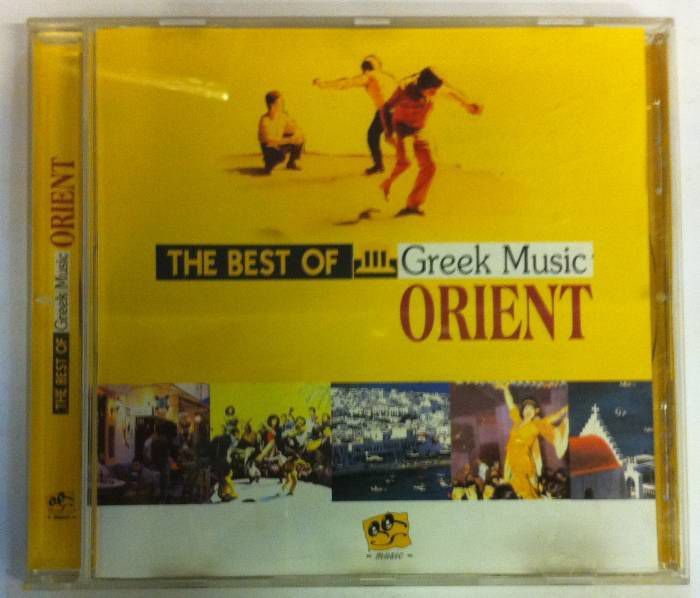 THE BEST OF Greek Music
ORIENT
music
THE BEST OF Greek Music ORIENT